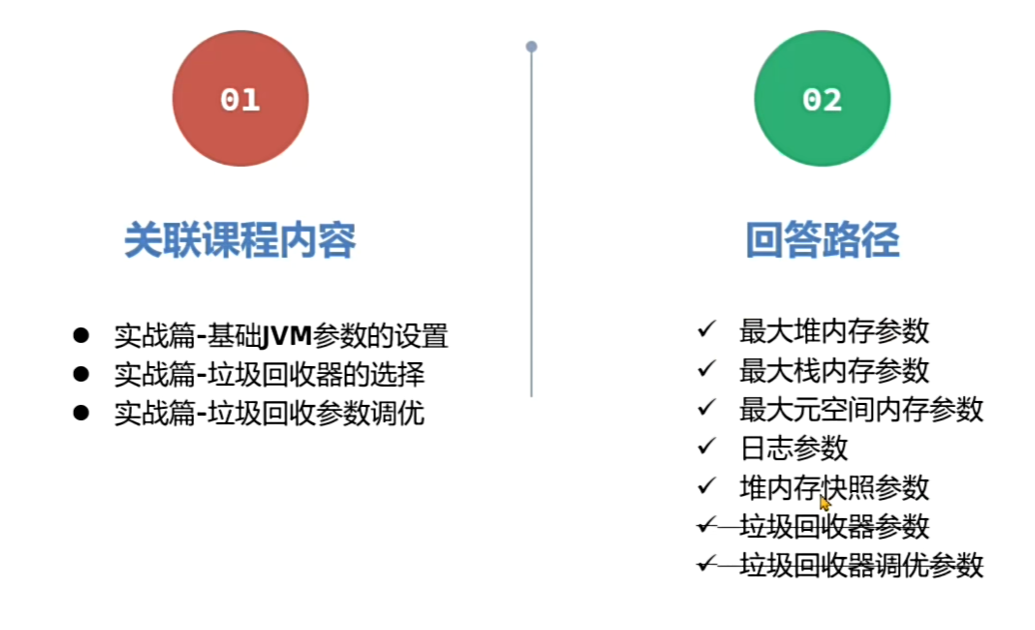 01
关联课程内容
实战篇-基础JVM参数的设置
实战篇-垃圾回收器的选择
实战篇-垃圾回收参数调优
02
回答路径
最大堆内存参数
最大栈内存参数
最大元空间内存参数
日志参数
堆内存快照参数
垃圾回收器参数
垃圾回收器调优参数